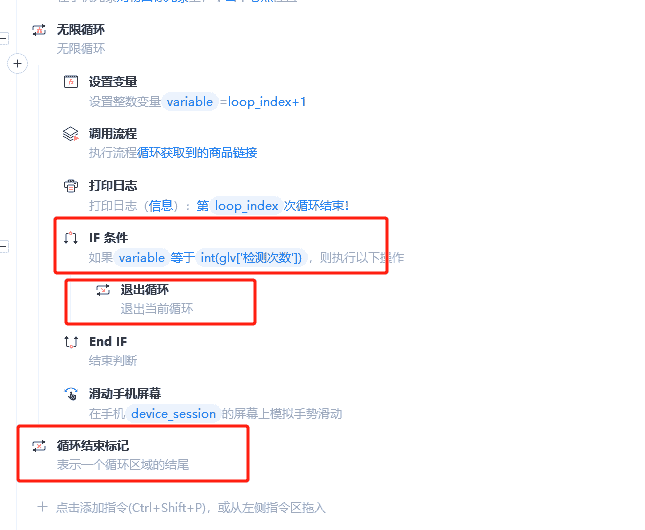 无限循环
无限循环
设置变量
设置整数变量 variable =loop_index+1
调用流程
执行流程循环获取到的商品链接
打印日志
打印日志（信息）：第 loop_index 次循环结束!
IF 条件
如果 variable 等于 int(glv['检测次数']) ，则执行以下操作
退出循环
退出当前循环
End IF
结束判断
滑动手机屏幕
在手机 device_session 的屏幕上模拟手势滑动
循环结束标记
表示一个循环区域的结尾
点击添加指令(Ctrl+Shift+P)，或从左侧指令区拖入